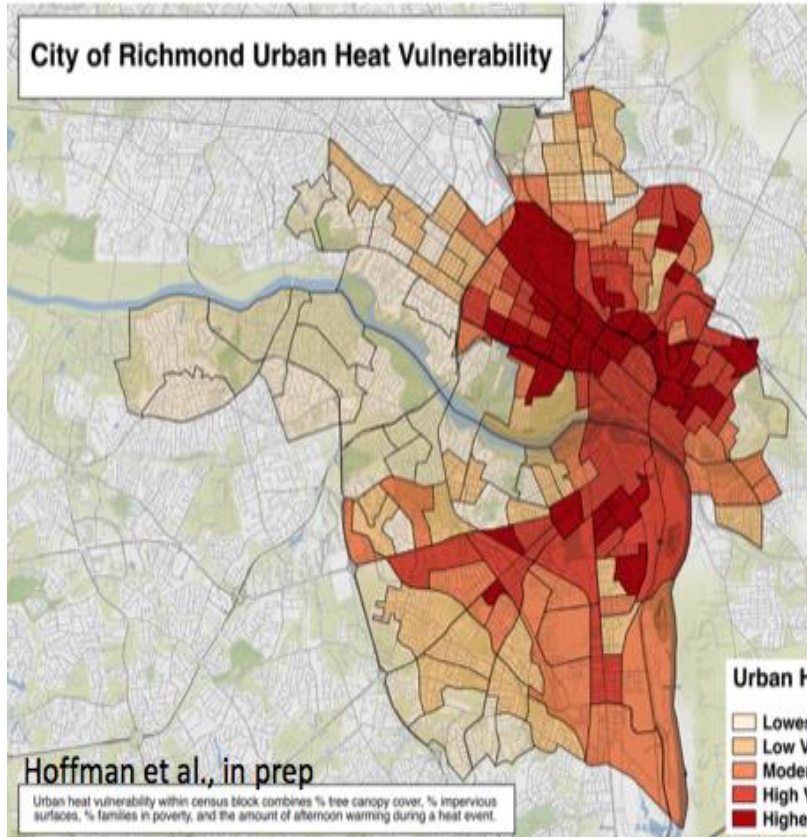 City of Richmond Urban Heat Vulnerability
Urban H
Lowes
Low V
Moder
High V
Highe
Hoffman et al., in prep
Urban heat vulnerability within census block combines % tree canopy cover, % impervious
surfaces, % families in poverty, and the amount of afternoon warming during a heat event.